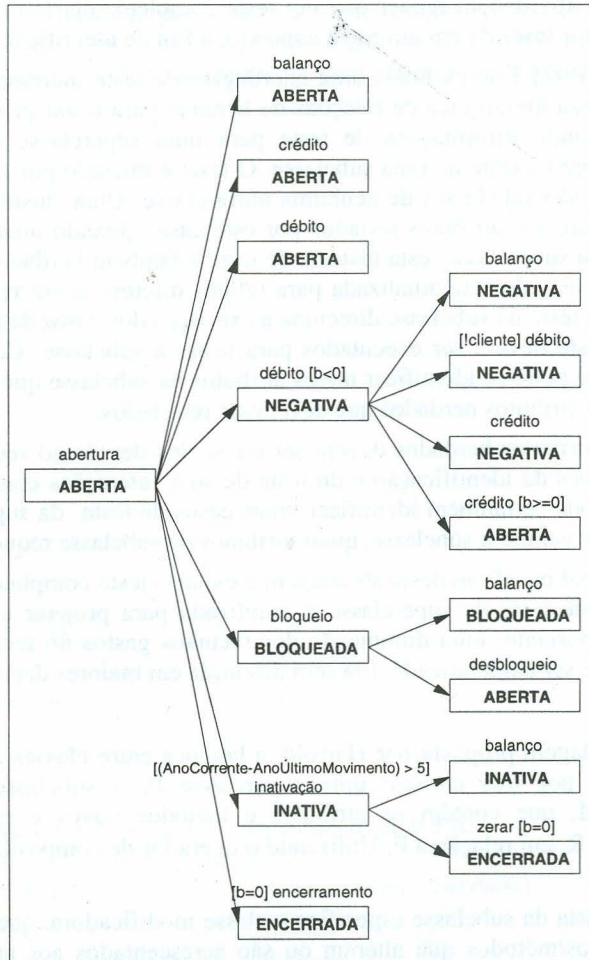 balanço
ABERTA
crédito
ABERTA
débito
ABERTA
débito [b<0]
NEGATIVA
balanço
NEGATIVA
[!cliente] débito
NEGATIVA
crédito
NEGATIVA
crédito [b>=0]
ABERTA
abertura
ABERTA
bloqueio
BLOQUEADA
balanço
BLOQUEADA
desbloqueio
ABERTA
[(AnoCorrente-AnoÚltimoMovimento) > 5]
inativação
INATIVA
balanço
INATIVA
zerar [b=0]
ENCERRADA
[b=0] encerramento
ENCERRADA